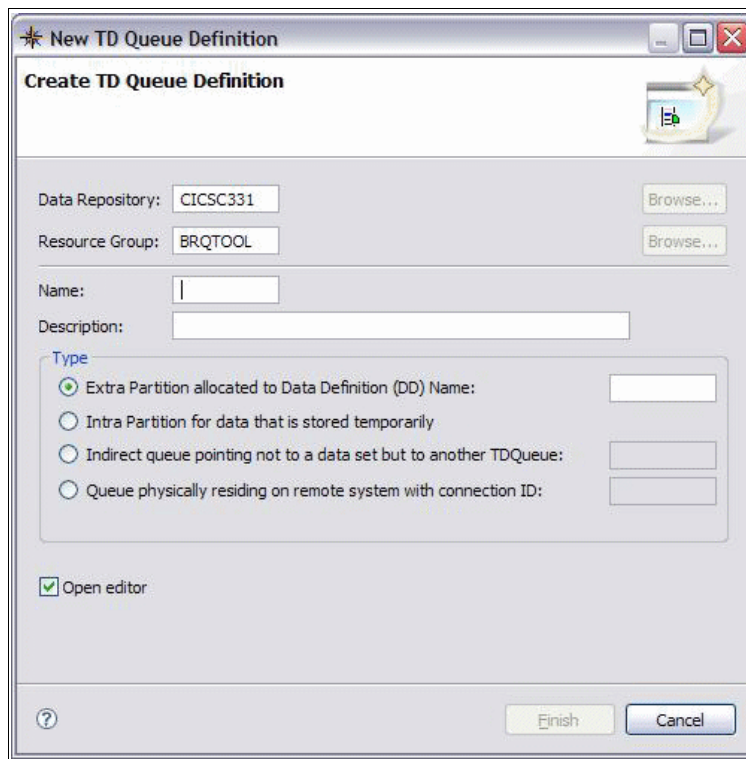 New TD Queue Definition
Create TD Queue Definition
Data Repository: CICSC331 Browse...
Resource Group: BRQTOOL Browse...
Name:
Description:
Type
Extra Partition allocated to Data Definition (DD) Name:
Intra Partition for data that is stored temporarily
Indirect queue pointing not to a data set but to another TDQueue:
Queue physically residing on remote system with connection ID:
Open editor
? Finish Cancel